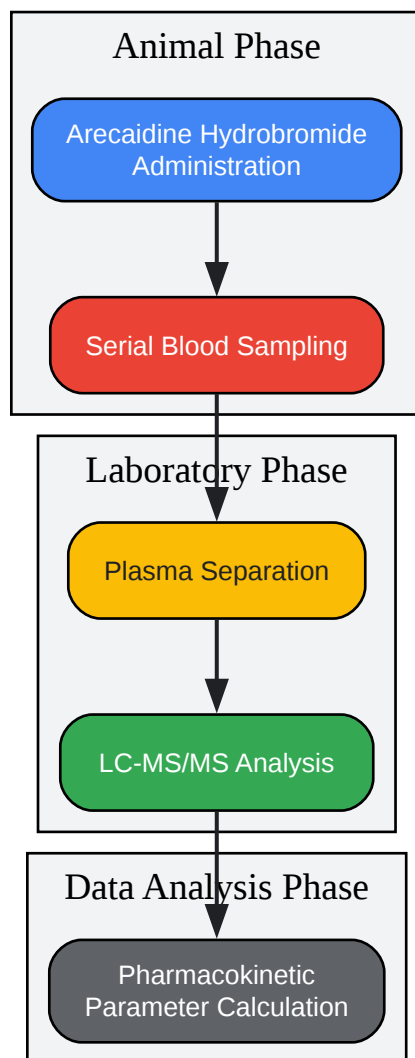 Animal Phase
Arecaidine Hydrobromide
Administration
Serial Blood Sampling
Laboratory Phase
Plasma Separation
LC-MS/MS Analysis
Data Analysis Phase
Pharmacokinetic
Parameter Calculation